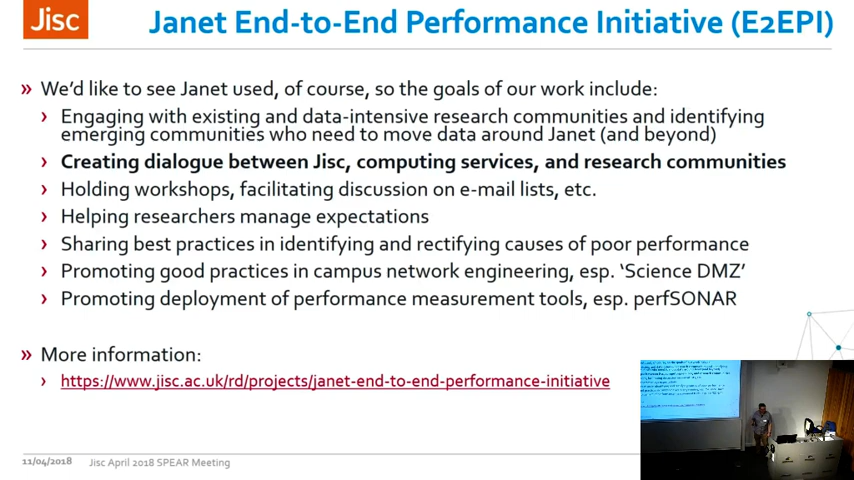 Jisc
Janet End-to-End Performance Initiative (E2EPI)
» We'd like to see Janet used, of course, so the goals of our work include:
› Engaging with existing and data-intensive research communities and identifying
emerging communities who need to move data around Janet (and beyond)
› Creating dialogue between Jisc, computing services, and research communities
› Holding workshops, facilitating discussion on e-mail lists, etc.
› Helping researchers manage expectations
› Sharing best practices in identifying and rectifying causes of poor performance
› Promoting good practices in campus network engineering, esp. 'Science DMZ'
› Promoting deployment of performance measurement tools, esp. perfSONAR
» More information:
› https://www.jisc.ac.uk/rd/projects/janet-end-to-end-performance-initiative
11/04/2018 Jisc April 2018 SPEAR Meeting